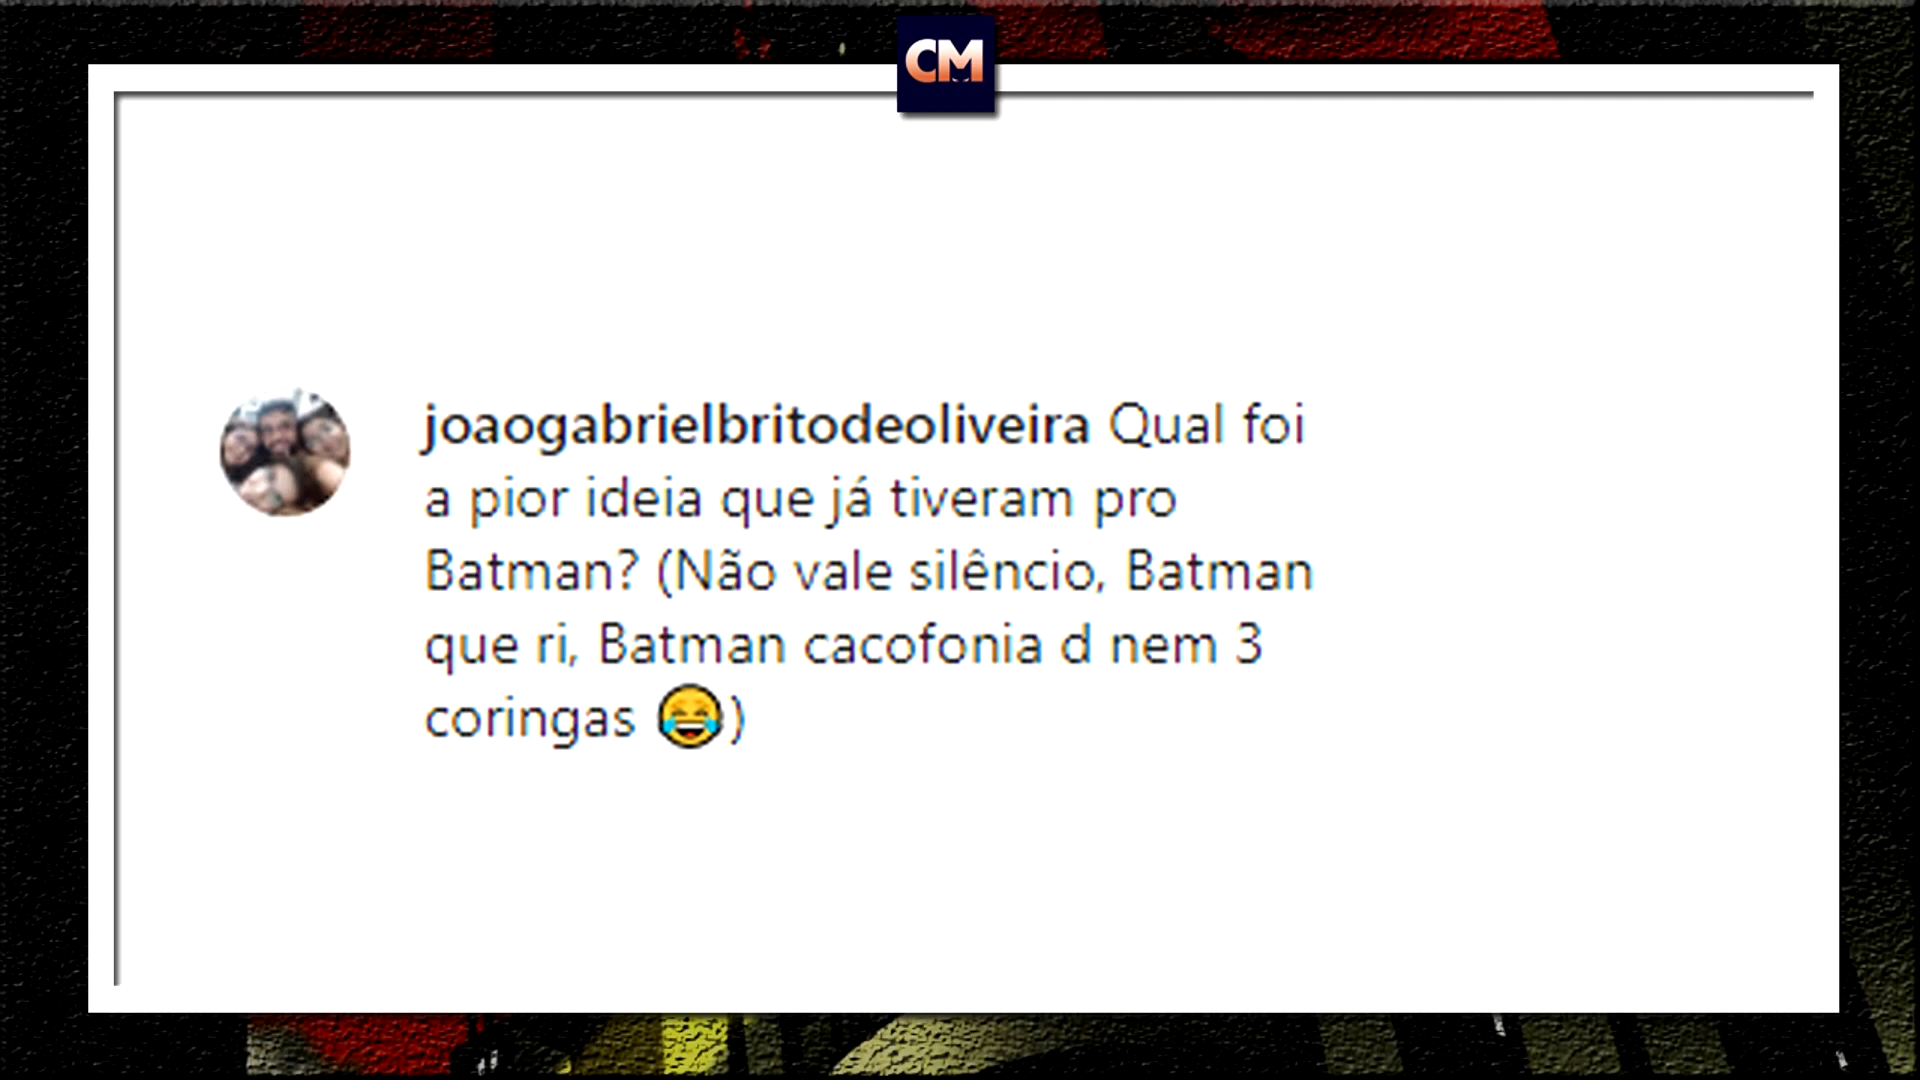 CM
joaogabrielbritodeoliveira Qual foi
a pior ideia que já tiveram pro
Batman? (Não vale silêncio, Batman
que ri, Batman cacofonia d nem 3
coringas 😂)